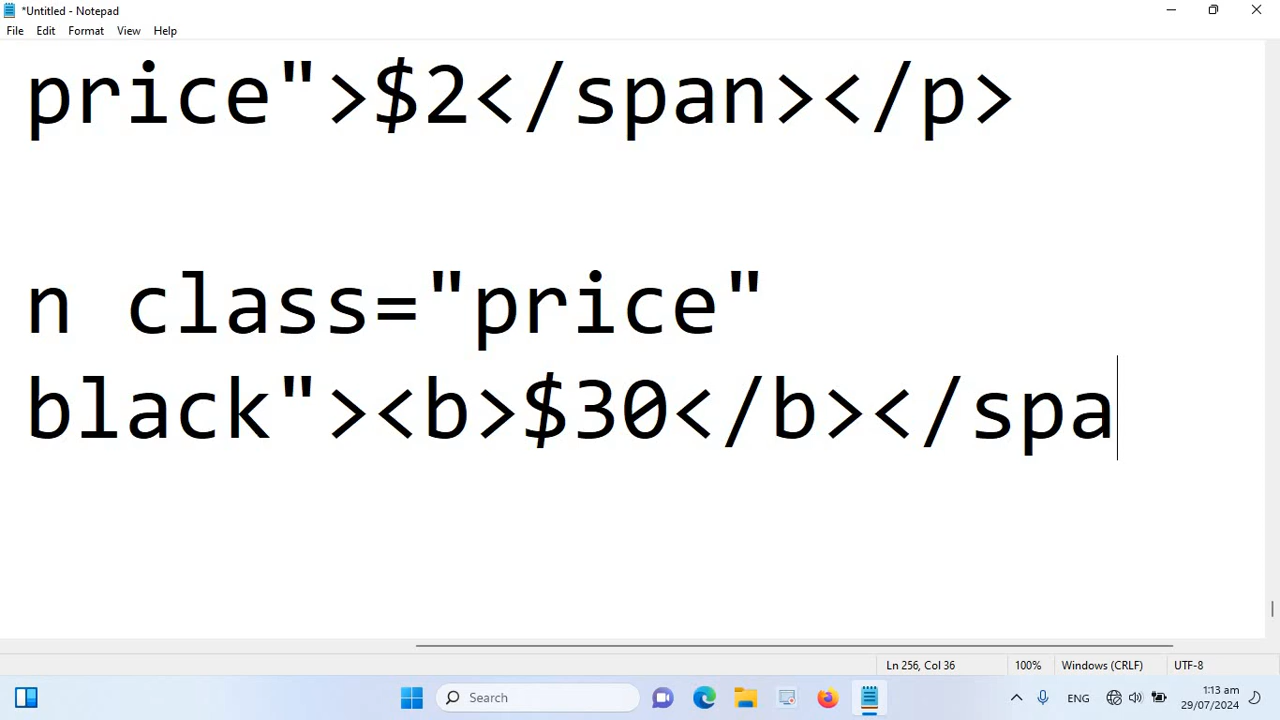 *Untitled - Notepad
File Edit Format View Help
price">$2</span></p>
n class="price"
black"><b>$30</b></spa
Ln 256, Col 36 100% Windows (CRLF) UTF-8
Search ENG 1:13 am
29/07/2024